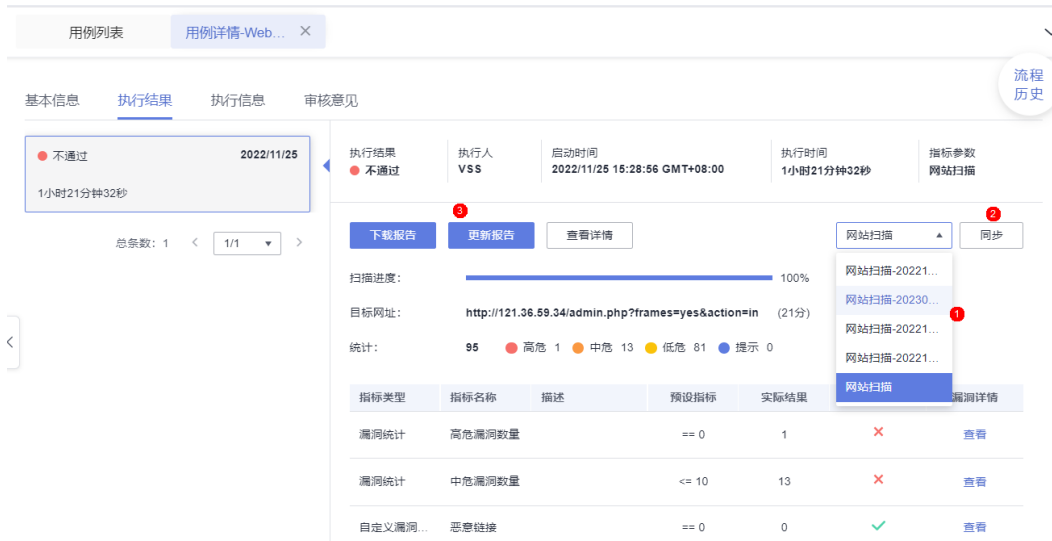 用例列表 用例详情-Web...
流程
历史
基本信息 执行结果 执行信息 审核意见
不通过 2022/11/25
1小时21分钟32秒
总条数：1 1/1
执行结果 执行人 启动时间 执行时间 指标参数
不通过 VSS 2022/11/25 15:28:56 GMT+08:00 1小时21分钟32秒 网站扫描
3 2
下载报告 更新报告 查看详情 网站扫描 同步
网站扫描-20221...
扫描进度： 100%
网站扫描-20230...
目标网址： http://121.36.59.34/admin.php?frames=yes&action=in (21分) 1
网站扫描-20221...
统计： 95 高危 1 中危 13 低危 81 提示 0
网站扫描-20221...
网站扫描
指标类型 指标名称 描述 预设指标 实际结果 漏洞详情
漏洞统计 高危漏洞数量 == 0 1 查看
漏洞统计 中危漏洞数量 <= 10 13 查看
自定义漏洞... 恶意链接 == 0 0 查看